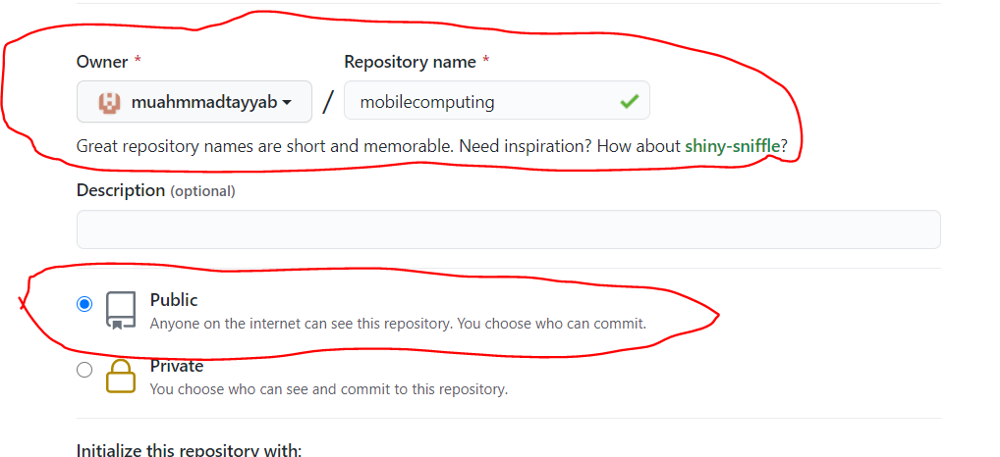 Owner *
Repository name *
muahmmadtayyab
/
mobilecomputing
Great repository names are short and memorable. Need inspiration? How about shiny-sniffle?
Description (optional)
Public
Anyone on the internet can see this repository. You choose who can commit.
Private
You choose who can see and commit to this repository.
Initialize this repository with: